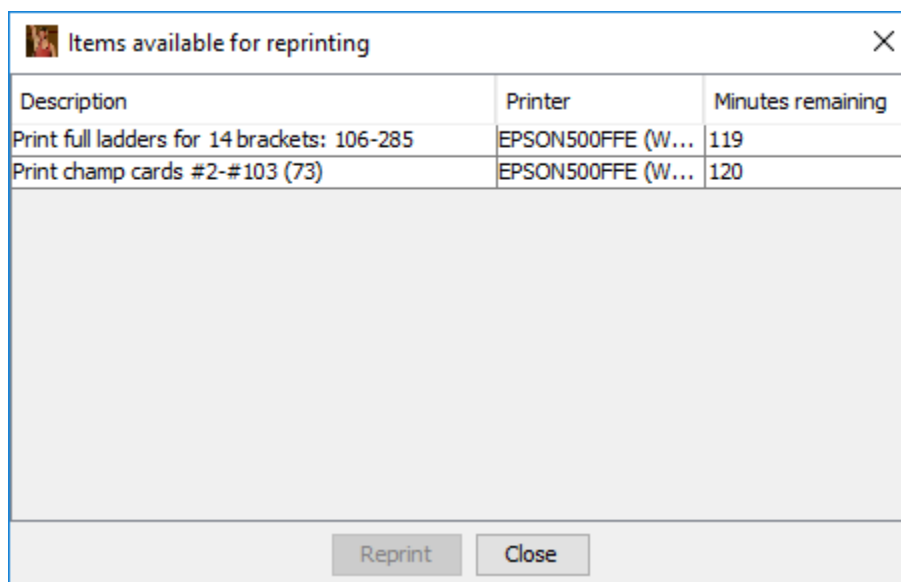 Items available for reprinting
Description Printer Minutes remaining
Print full ladders for 14 brackets: 106-285 EPSON500FFE (W... 119
Print champ cards #2-#103 (73) EPSON500FFE (W... 120
Reprint Close